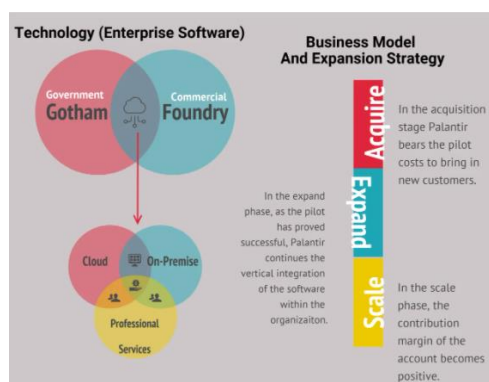 Technology (Enterprise Software)
Government
Gotham
Commercial
Foundry
Cloud
On-Premise
Professional
Services
Business Model
And Expansion Strategy
Acquire
In the acquisition
stage Palantir
bears the pilot
costs to bring in
new customers.
Expand
In the expand
phase, as the pilot
has proved
successful, Palantir
continues the
vertical integration
of the software
within the
organizaiton.
Scale
In the scale
phase, the
contribution
margin of the
account becomes
positive.